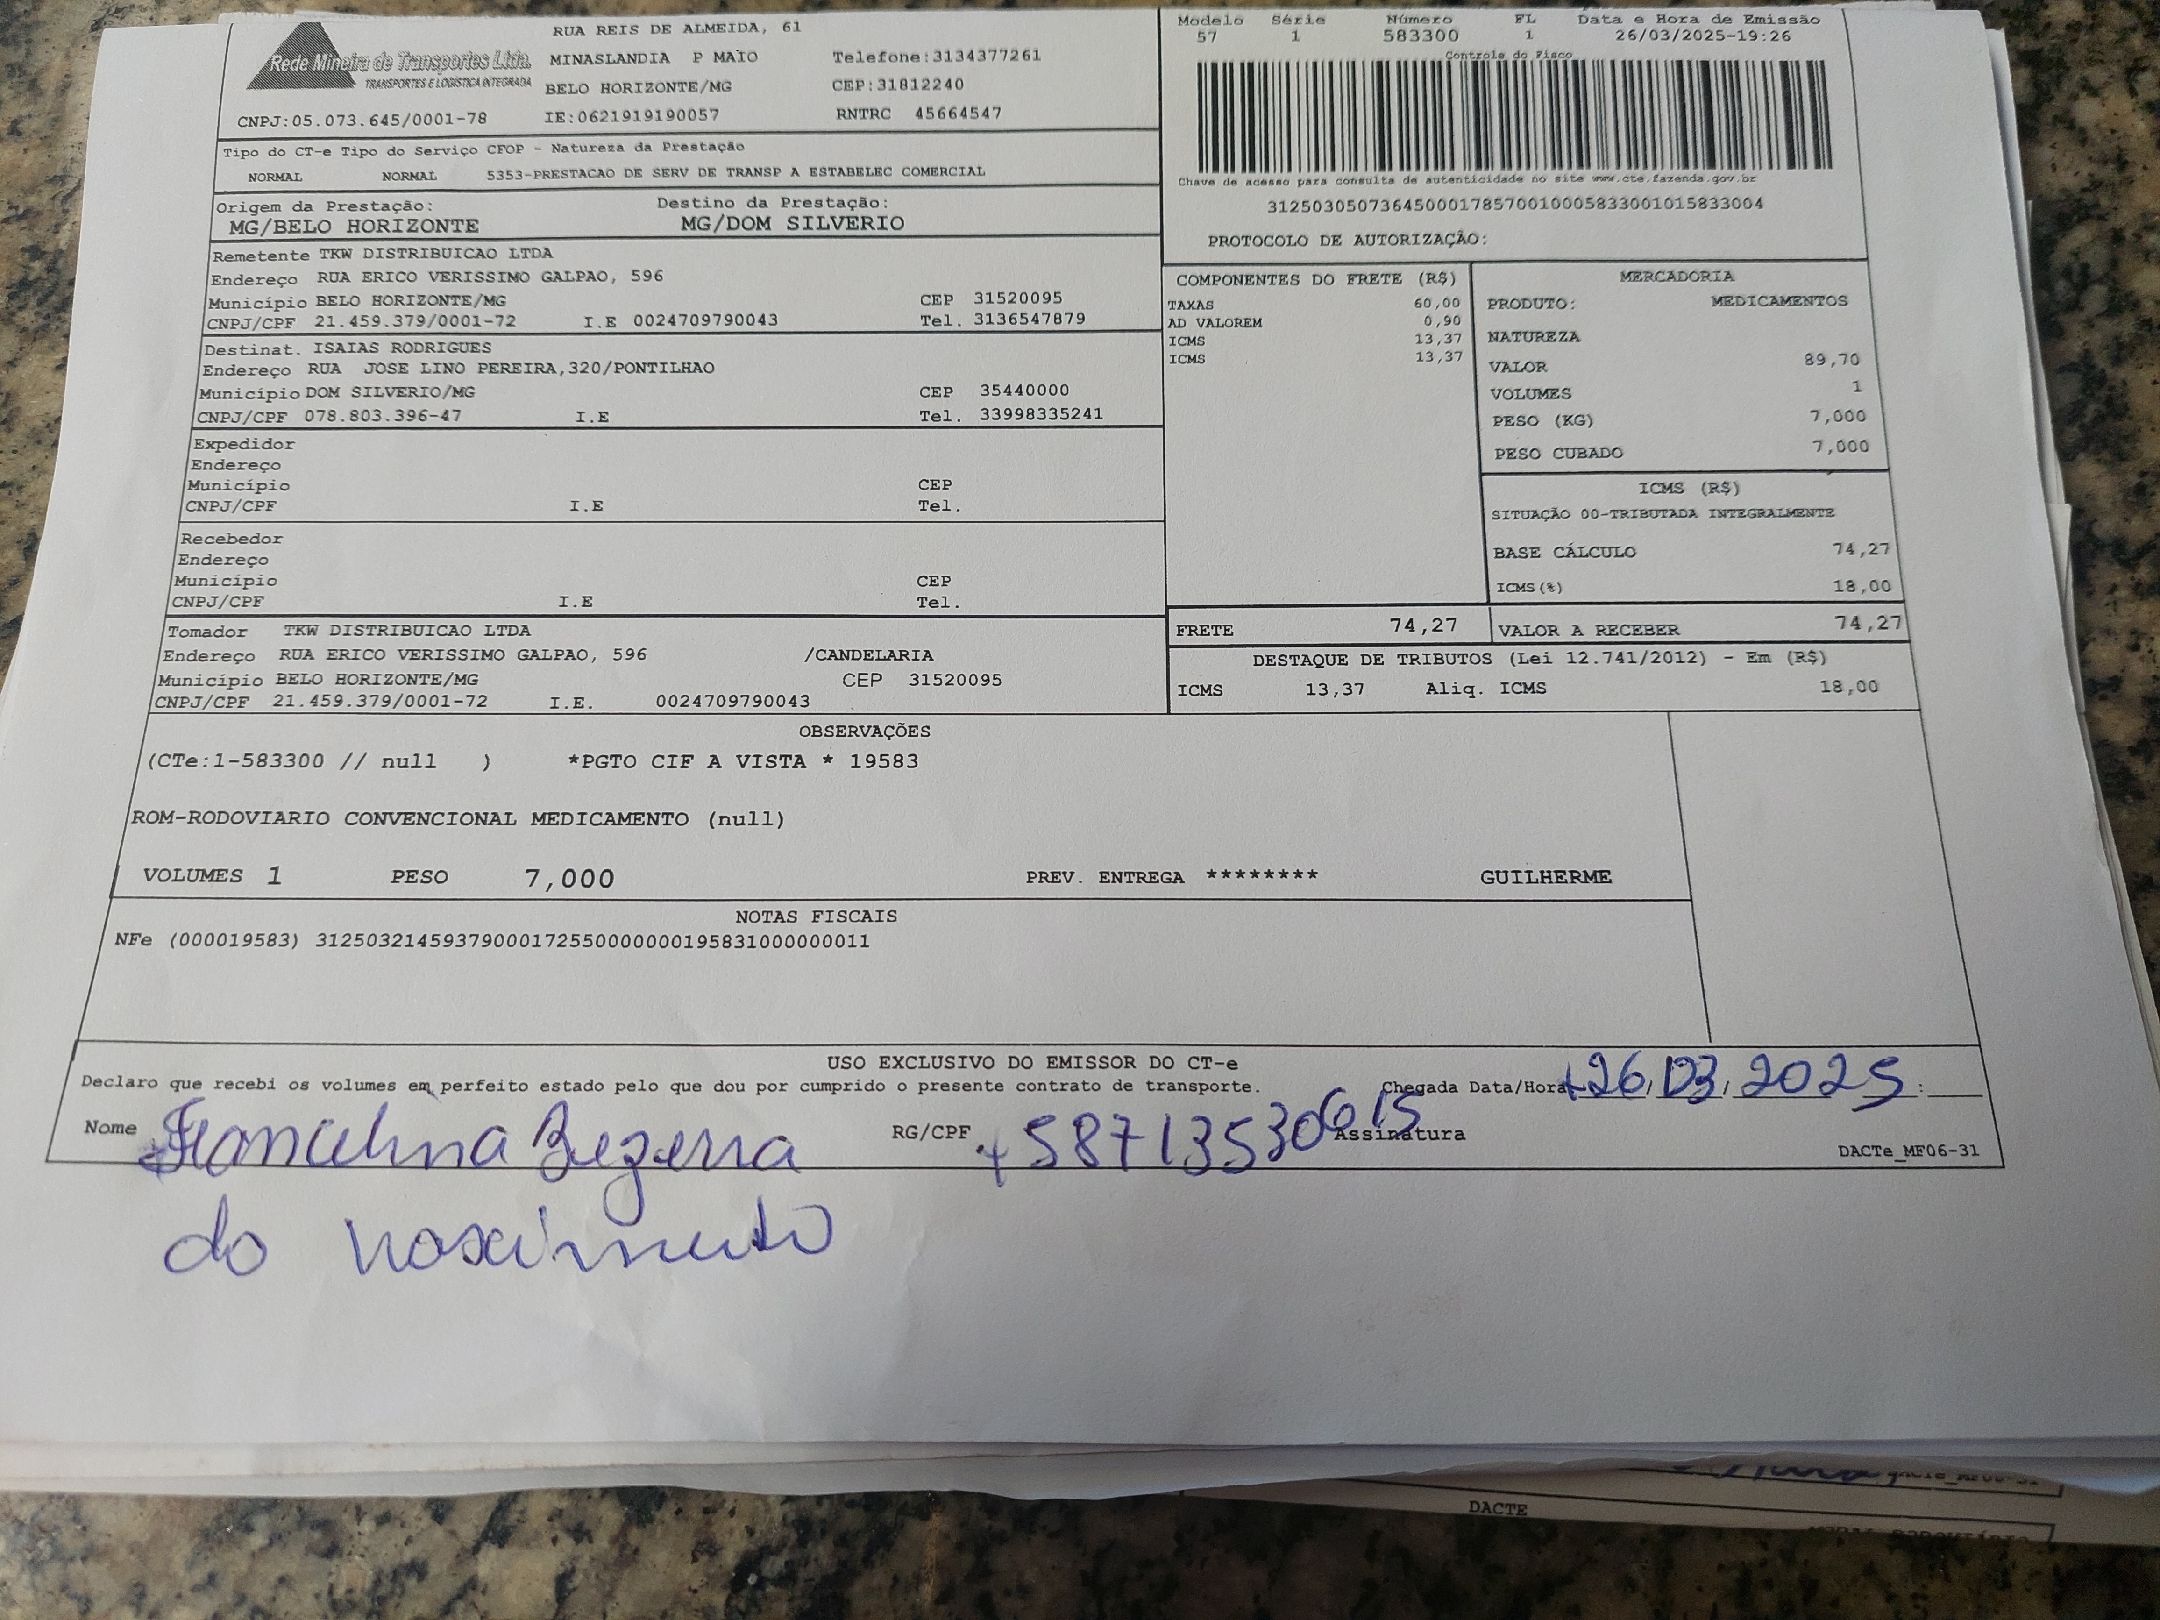 Rede Mineira de Transportes Ltda.
TRANSPORTES E LOGÍSTICA INTEGRADA
RUA REIS DE ALMEIDA, 61
MINASLANDIA P MAIO Telefone:3134377261
BELO HORIZONTE/MG CEP:31812240
CNPJ:05.073.645/0001-78 IE:0621919190057 RNTRC 45664547
Modelo Série Número FL Data e Hora de Emissão
57 1 583300 1 26/03/2025-19:26
Controle do Fisco
Chave de acesso para consulta de autenticidade no site www.cte.fazenda.gov.br
31250305073645000178570010005833001015833004
PROTOCOLO DE AUTORIZAÇÃO:
Tipo do CT-e Tipo do Serviço CFOP - Natureza da Prestação
NORMAL NORMAL 5353-PRESTACAO DE SERV DE TRANSP A ESTABELEC COMERCIAL
Origem da Prestação: Destino da Prestação:
MG/BELO HORIZONTE MG/DOM SILVERIO
Remetente TKW DISTRIBUICAO LTDA
Endereço RUA ERICO VERISSIMO GALPAO, 596
Município BELO HORIZONTE/MG CEP 31520095
CNPJ/CPF 21.459.379/0001-72 I.E 0024709790043 Tel. 3136547879
Destinat. ISAIAS RODRIGUES
Endereço RUA JOSE LINO PEREIRA,320/PONTILHAO
Município DOM SILVERIO/MG CEP 35440000
CNPJ/CPF 078.803.396-47 I.E Tel. 33998335241
Expedidor
Endereço
Município CEP
CNPJ/CPF I.E Tel.
Recebedor
Endereço
Município CEP
CNPJ/CPF I.E Tel.
Tomador TKW DISTRIBUICAO LTDA
Endereço RUA ERICO VERISSIMO GALPAO, 596 /CANDELARIA
Município BELO HORIZONTE/MG CEP 31520095
CNPJ/CPF 21.459.379/0001-72 I.E. 0024709790043
COMPONENTES DO FRETE (R$)
TAXAS 60,00
AD VALOREM 0,90
ICMS 13,37
ICMS 13,37
MERCADORIA
PRODUTO: MEDICAMENTOS
NATUREZA
VALOR 89,70
VOLUMES 1
PESO (KG) 7,000
PESO CUBADO 7,000
ICMS (R$)
SITUAÇÃO 00-TRIBUTADA INTEGRALMENTE
BASE CÁLCULO 74,27
ICMS(%) 18,00
FRETE 74,27 VALOR A RECEBER 74,27
DESTAQUE DE TRIBUTOS (Lei 12.741/2012) - Em (R$)
ICMS 13,37 Aliq. ICMS 18,00
OBSERVAÇÕES
(CTe:1-583300 // null ) *PGTO CIF A VISTA * 19583
ROM-RODOVIARIO CONVENCIONAL MEDICAMENTO (null)
VOLUMES 1 PESO 7,000 PREV. ENTREGA ******** GUILHERME
NOTAS FISCAIS
NFe (000019583) 31250321459379000172550000000195831000000011
USO EXCLUSIVO DO EMISSOR DO CT-e
Declaro que recebi os volumes em perfeito estado pelo que dou por cumprido o presente contrato de transporte. Chegada Data/Hora 26/03/2025 :
Nome Francelina Bezerra RG/CPF 58713530615 Assinatura
DACTe_MF06-31
do nascimento
DACTE